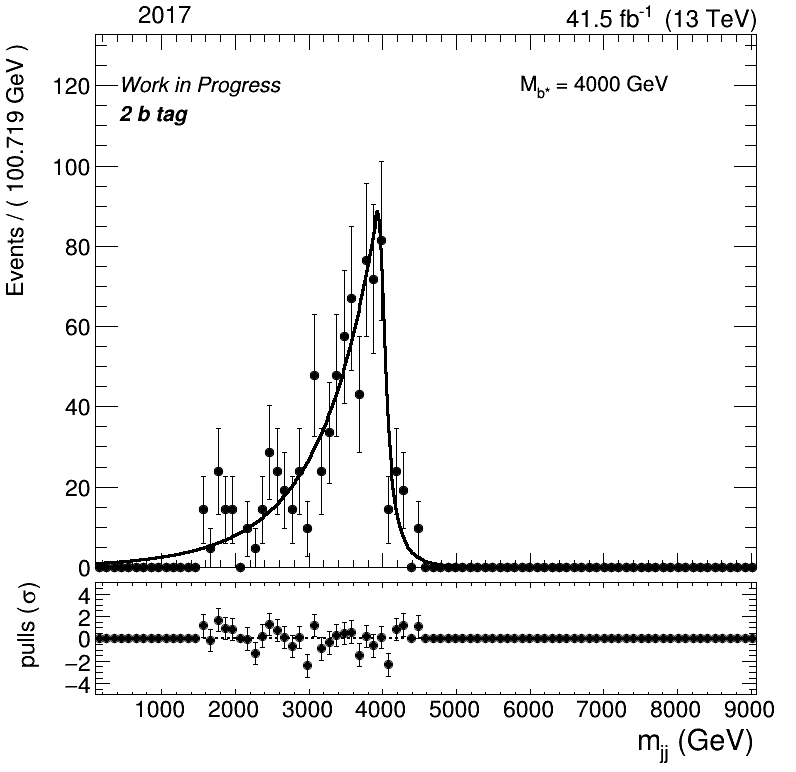 2017 41.5 fb⁻¹ (13 TeV)
Work in Progress M_b* = 4000 GeV
2 b tag
Events / ( 100.719 GeV )
120
100
80
60
40
20
0
pulls (σ)
4
2
0
−2
−4
1000 2000 3000 4000 5000 6000 7000 8000 9000
m_jj (GeV)